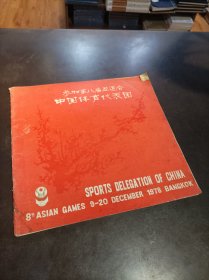 参加第八届亚运会
中国体育代表团
SPORTS DELEGATION OF CHINA
8th ASIAN GAMES 9-20 DECEMBER 1978 BANGKOK